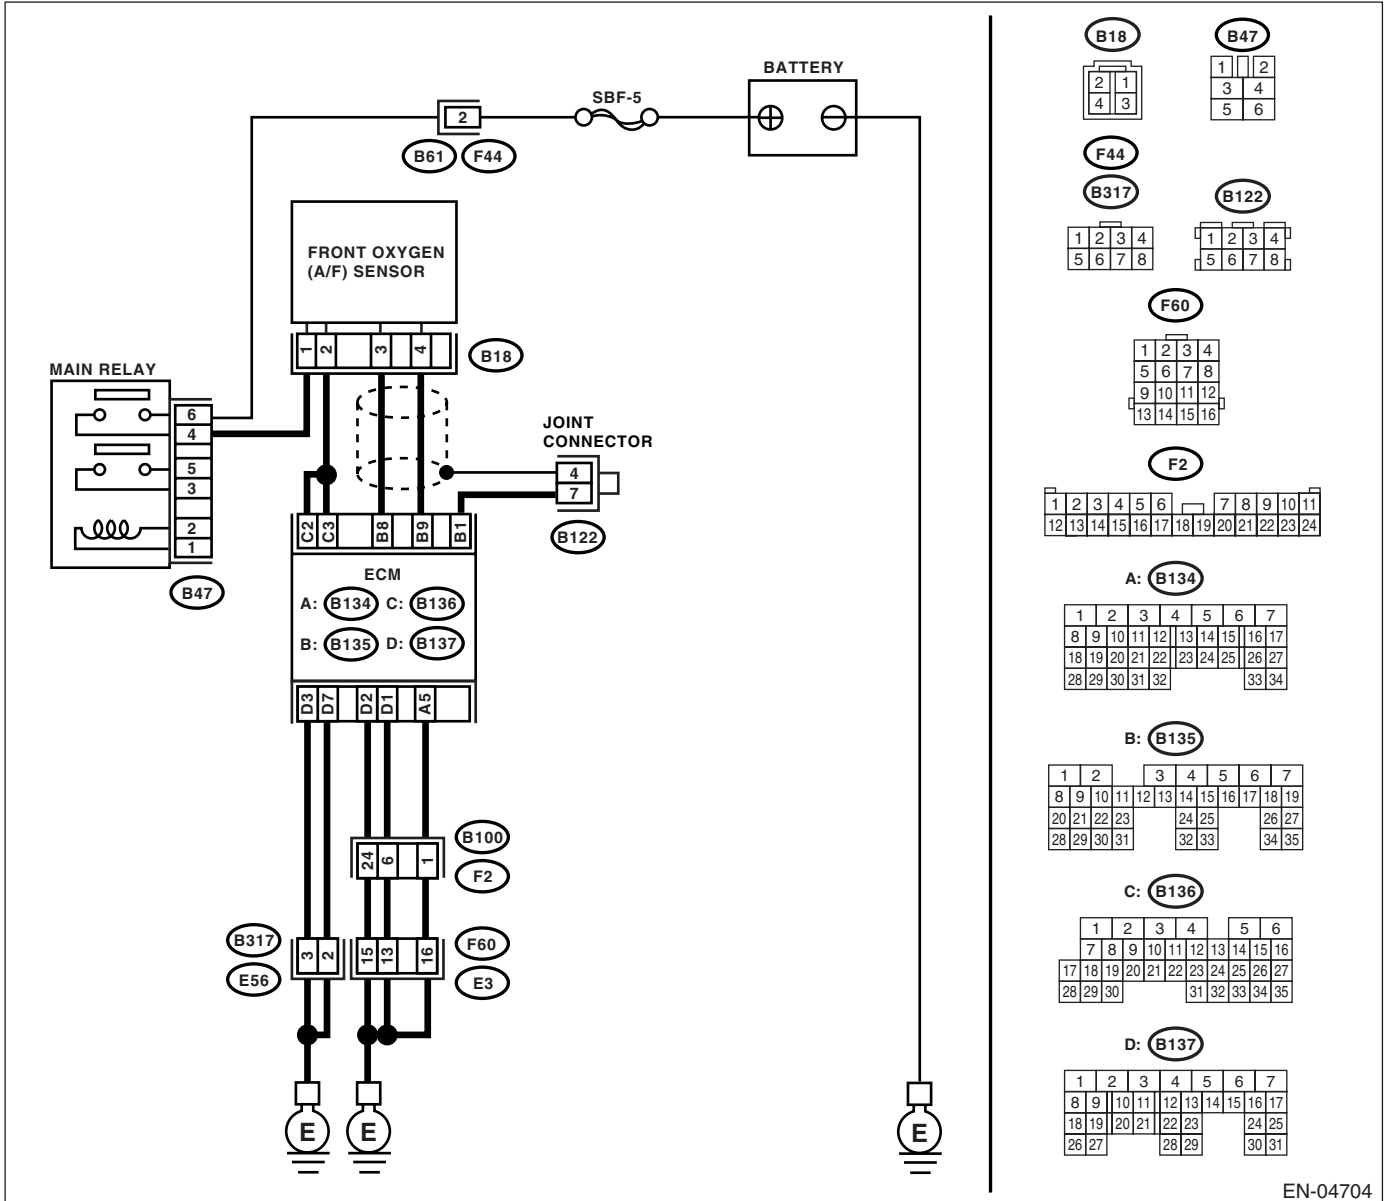 BATTERY
SBF-5
2
B61 F44
FRONT OXYGEN
(A/F) SENSOR
1 2 3 4
B18
MAIN RELAY
6
4
5
3
2
1
B47
JOINT
CONNECTOR
4
7
B122
C2 C3 B8 B9 B1
ECM
A: B134 C: B136
B: B135 D: B137
D3 D7 D2 D1 A5
24 6 1
B100
F2
3 2
B317
E56
15 13 16
F60
E3
E E E
B18
2 1
4 3
B47
1 2
3 4
5 6
F44
B317
1 2 3 4
5 6 7 8
B122
1 2 3 4
5 6 7 8
F60
1 2 3 4
5 6 7 8
9 10 11 12
13 14 15 16
F2
1 2 3 4 5 6 7 8 9 10 11
12 13 14 15 16 17 18 19 20 21 22 23 24
A: B134
1 2 3 4 5 6 7
8 9 10 11 12 13 14 15 16 17
18 19 20 21 22 23 24 25 26 27
28 29 30 31 32 33 34
B: B135
1 2 3 4 5 6 7
8 9 10 11 12 13 14 15 16 17 18 19
20 21 22 23 24 25 26 27
28 29 30 31 32 33 34 35
C: B136
1 2 3 4 5 6
7 8 9 10 11 12 13 14 15 16
17 18 19 20 21 22 23 24 25 26 27
28 29 30 31 32 33 34 35
D: B137
1 2 3 4 5 6 7
8 9 10 11 12 13 14 15 16 17
18 19 20 21 22 23 24 25
26 27 28 29 30 31
EN-04704